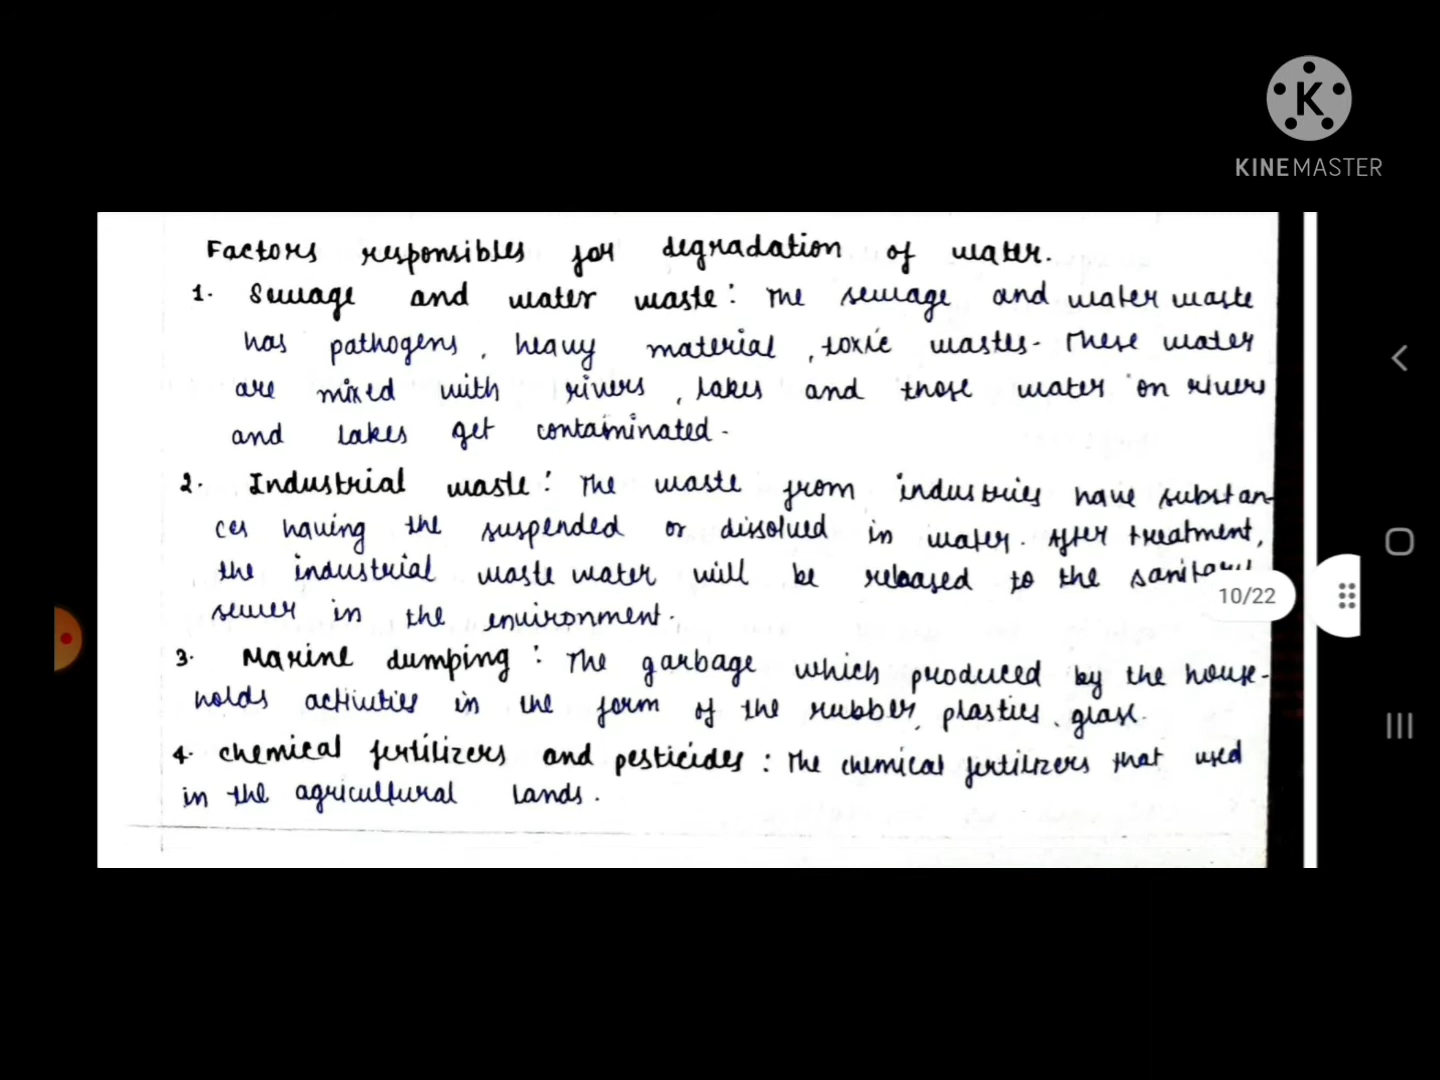 K
KINEMASTER
Factors responsibles for degradation of water.
1. Sewage and water waste: The sewage and water waste
has pathogens, heavy material, toxic wastes. These water
are mixed with rivers, lakes and those water on rivers
and lakes get contaminated.
2. Industrial waste: The waste from industries have substan-
ces having the suspended or dissolved in water. After treatment,
the industrial waste water will be released to the sanitary
10/22
sewer in the environment.
3. Marine dumping: The garbage which produced by the house-
holds activities in the form of the rubber, plastics, glass.
4. chemical fertilizers and pesticides: The chemical fertilizers that used
in the agricultural lands.